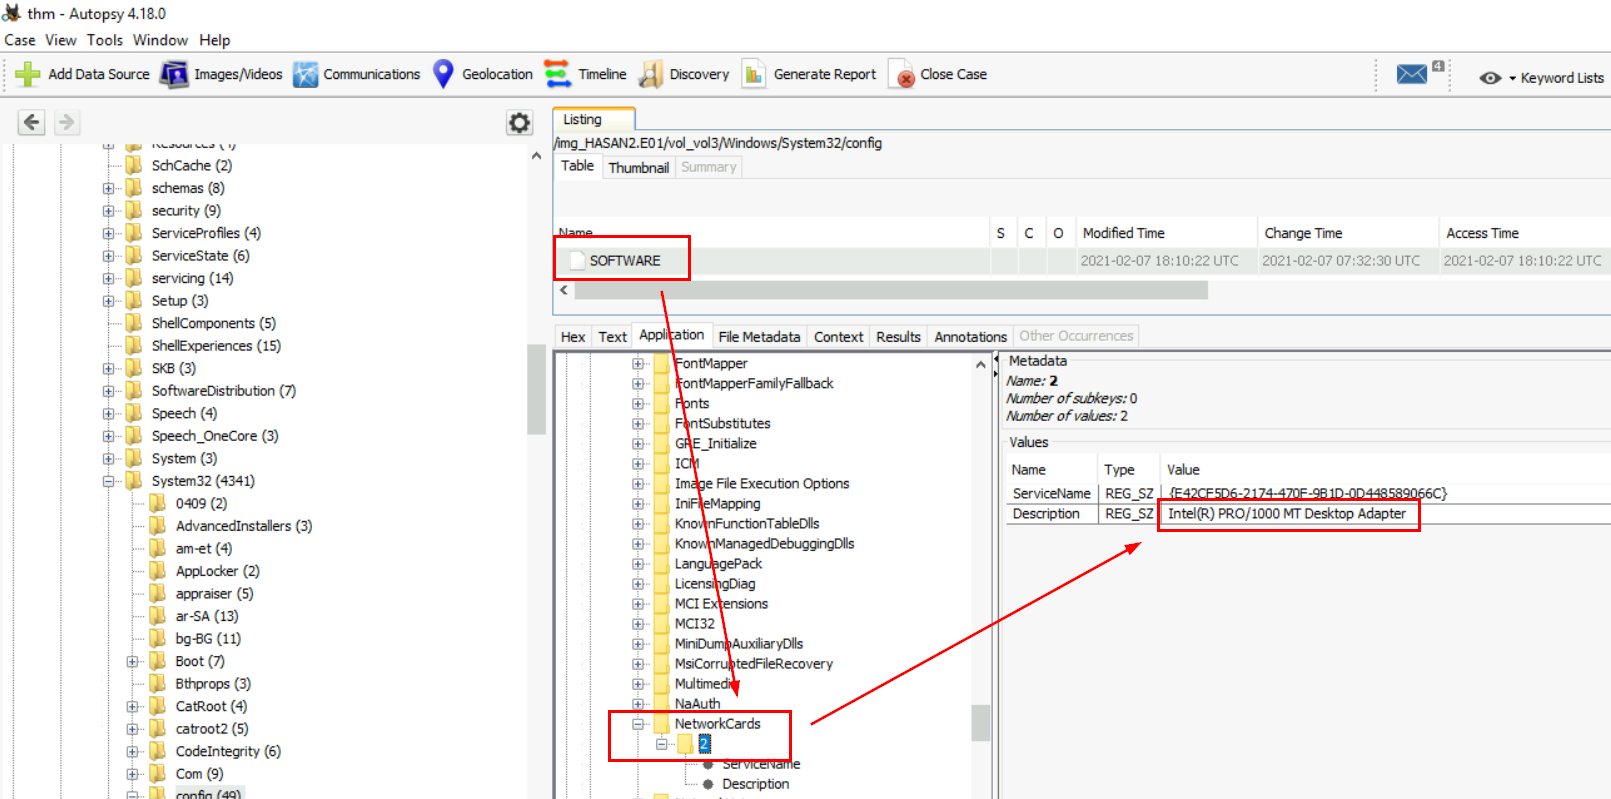 thm - Autopsy 4.18.0
Case View Tools Window Help
Add Data Source Images/Videos Communications Geolocation Timeline Discovery Generate Report Close Case 4 Keyword Lists
Resources (4)
SchCache (2)
schemas (8)
security (9)
ServiceProfiles (4)
ServiceState (6)
servicing (14)
Setup (3)
ShellComponents (5)
ShellExperiences (15)
SKB (3)
SoftwareDistribution (7)
Speech (4)
Speech_OneCore (3)
System (3)
System32 (4341)
0409 (2)
AdvancedInstallers (3)
am-et (4)
AppLocker (2)
appraiser (5)
ar-SA (13)
bg-BG (11)
Boot (7)
Bthprops (3)
CatRoot (4)
catroot2 (5)
CodeIntegrity (6)
Com (9)
config (49)
Listing
/img_HASAN2.E01/vol_vol3/Windows/System32/config
Table Thumbnail Summary
Name S C O Modified Time Change Time Access Time
SOFTWARE 2021-02-07 18:10:22 UTC 2021-02-07 07:32:30 UTC 2021-02-07 18:10:22 UTC
Hex Text Application File Metadata Context Results Annotations Other Occurrences
FontMapper
FontMapperFamilyFallback
Fonts
FontSubstitutes
GRE_Initialize
ICM
Image File Execution Options
IniFileMapping
KnownFunctionTableDlls
KnownManagedDebuggingDlls
LanguagePack
LicensingDiag
MCI Extensions
MCI32
MiniDumpAuxiliaryDlls
MsiCorruptedFileRecovery
Multimedia
NaAuth
NetworkCards
2
ServiceName
Description
Metadata
Name: 2
Number of subkeys: 0
Number of values: 2
Values
Name Type Value
ServiceName REG_SZ {E42CF5D6-2174-470F-9B1D-0D448589066C}
Description REG_SZ Intel(R) PRO/1000 MT Desktop Adapter